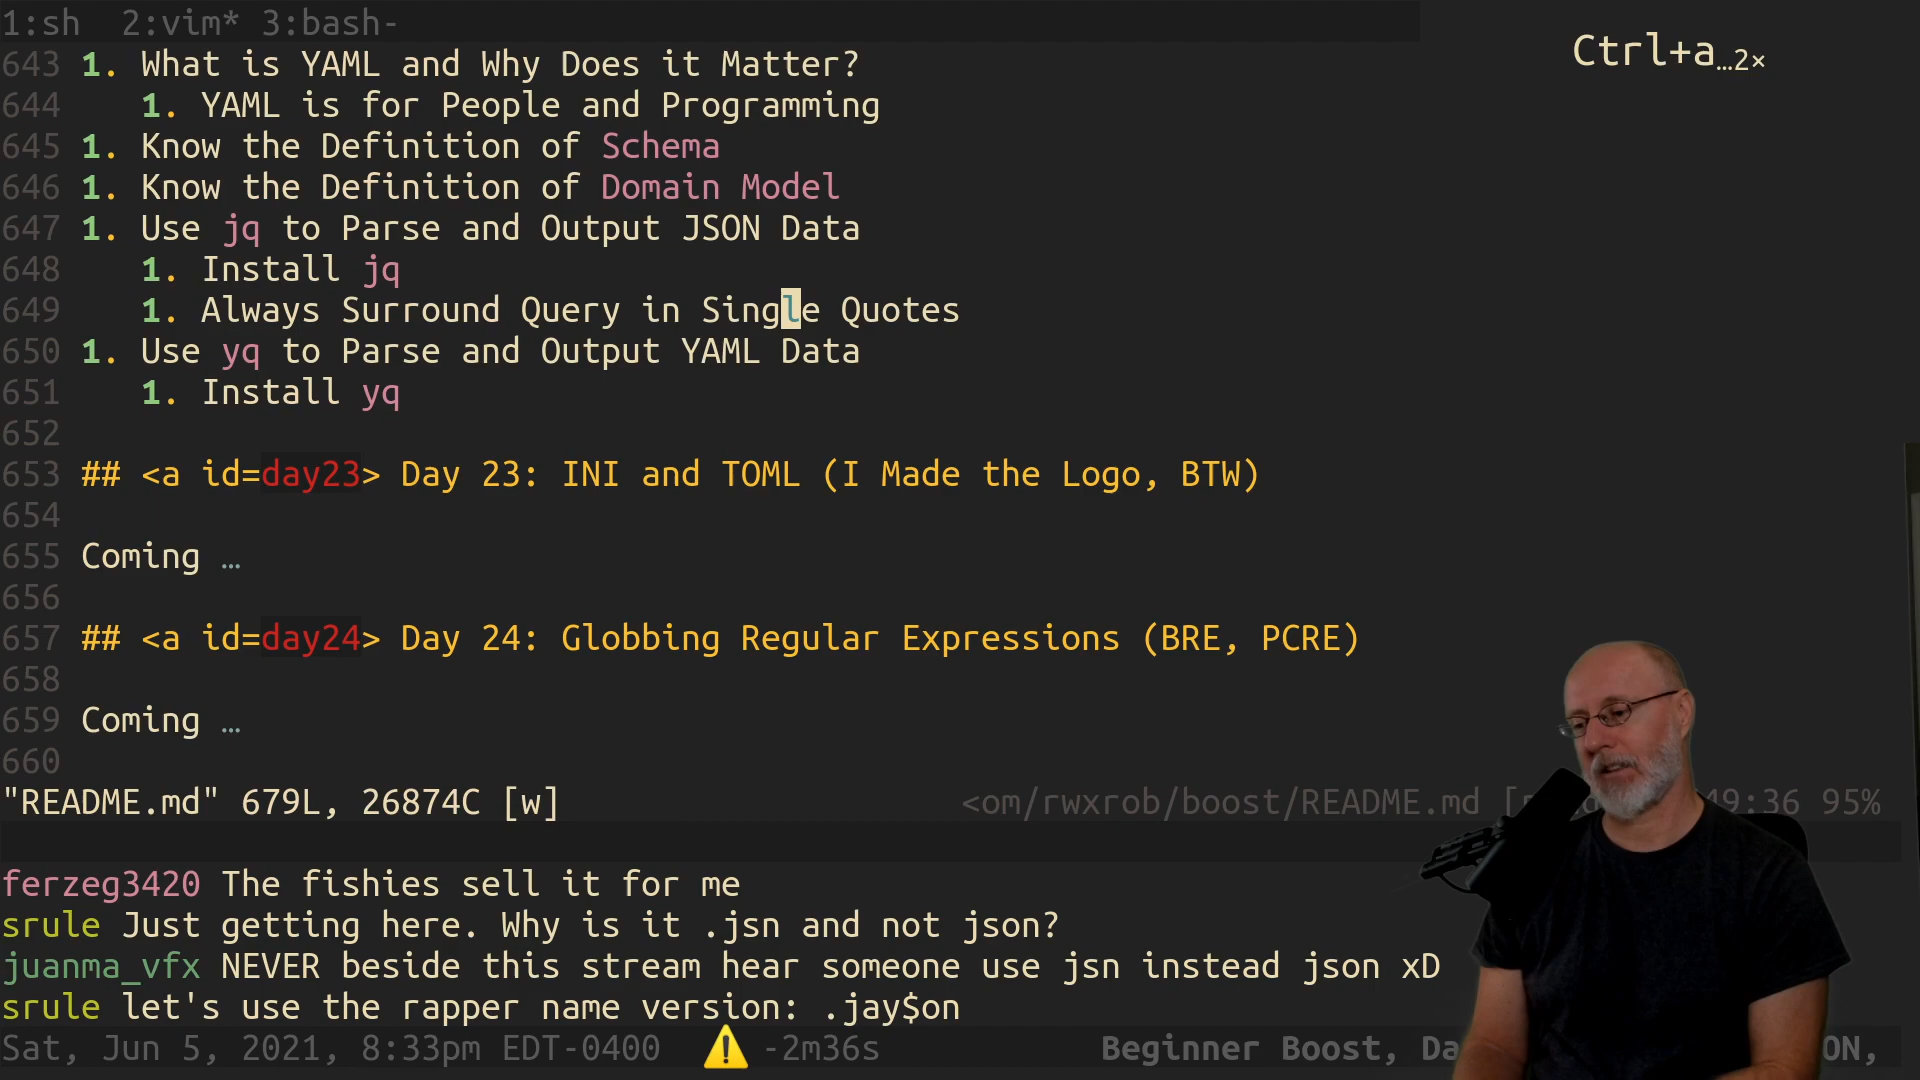 1:sh 2:vim* 3:bash-
Ctrl+a…2×
643 1. What is YAML and Why Does it Matter?
644 1. YAML is for People and Programming
645 1. Know the Definition of Schema
646 1. Know the Definition of Domain Model
647 1. Use jq to Parse and Output JSON Data
648 1. Install jq
649 1. Always Surround Query in Single Quotes
650 1. Use yq to Parse and Output YAML Data
651 1. Install yq
652
653 ## <a id=day23> Day 23: INI and TOML (I Made the Logo, BTW)
654
655 Coming …
656
657 ## <a id=day24> Day 24: Globbing Regular Expressions (BRE, PCRE)
658
659 Coming …
660
"README.md" 679L, 26874C [w] <om/rwxrob/boost/README.md 49:36 95%
ferzeg3420 The fishies sell it for me
srule Just getting here. Why is it .jsn and not json?
juanma_vfx NEVER beside this stream hear someone use jsn instead json xD
srule let's use the rapper name version: .jay$on
Sat, Jun 5, 2021, 8:33pm EDT-0400 -2m36s Beginner Boost, ON,